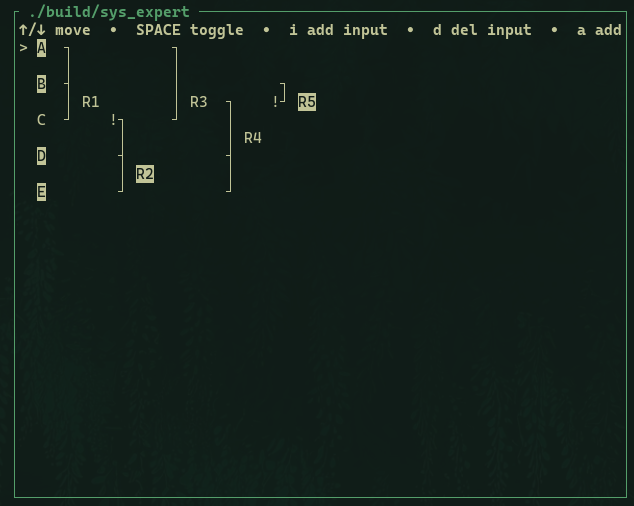 ./build/sys_expert
↑/↓ move • SPACE toggle • i add input • d del input • a add
> A
B
R1 R3 ! R5
C !
R4
D
R2
E